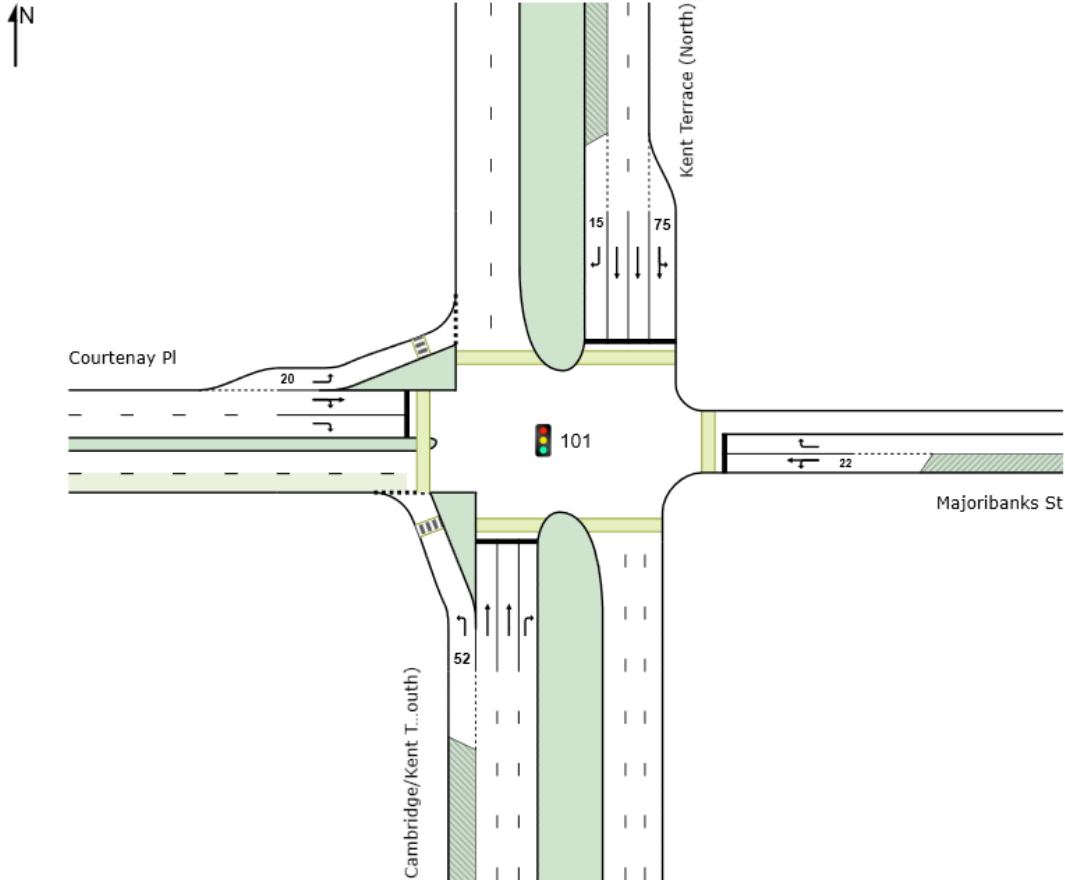 N
Kent Terrace (North)
15
75
Courtenay Pl
20
101
22
Majoribanks St
52
Cambridge/Kent T...outh)